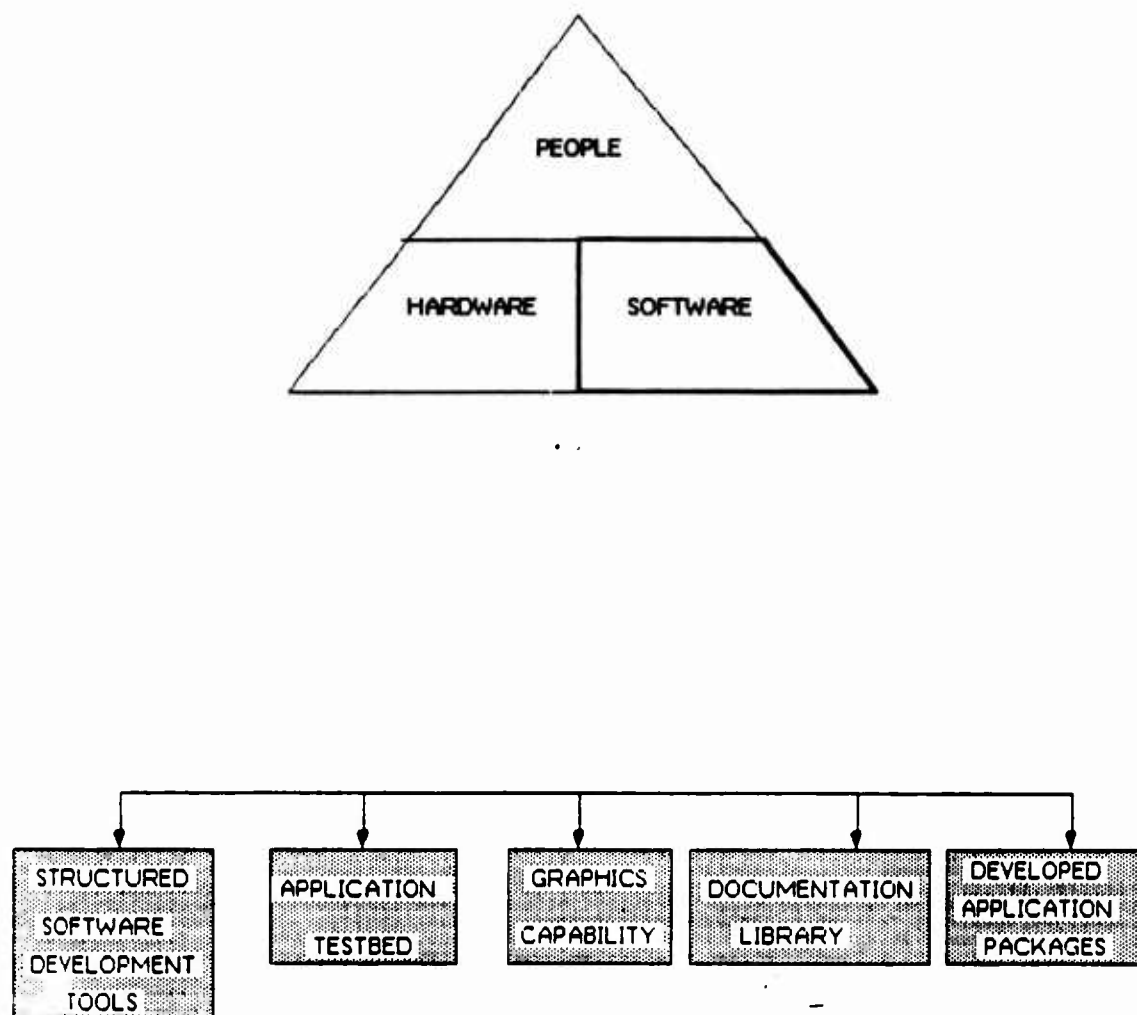 PEOPLE
HARDWARE
SOFTWARE
STRUCTURED
SOFTWARE
DEVELOPMENT
TOOLS
APPLICATION
TESTBED
GRAPHICS
CAPABILITY
DOCUMENTATION
LIBRARY
DEVELOPED
APPLICATION
PACKAGES